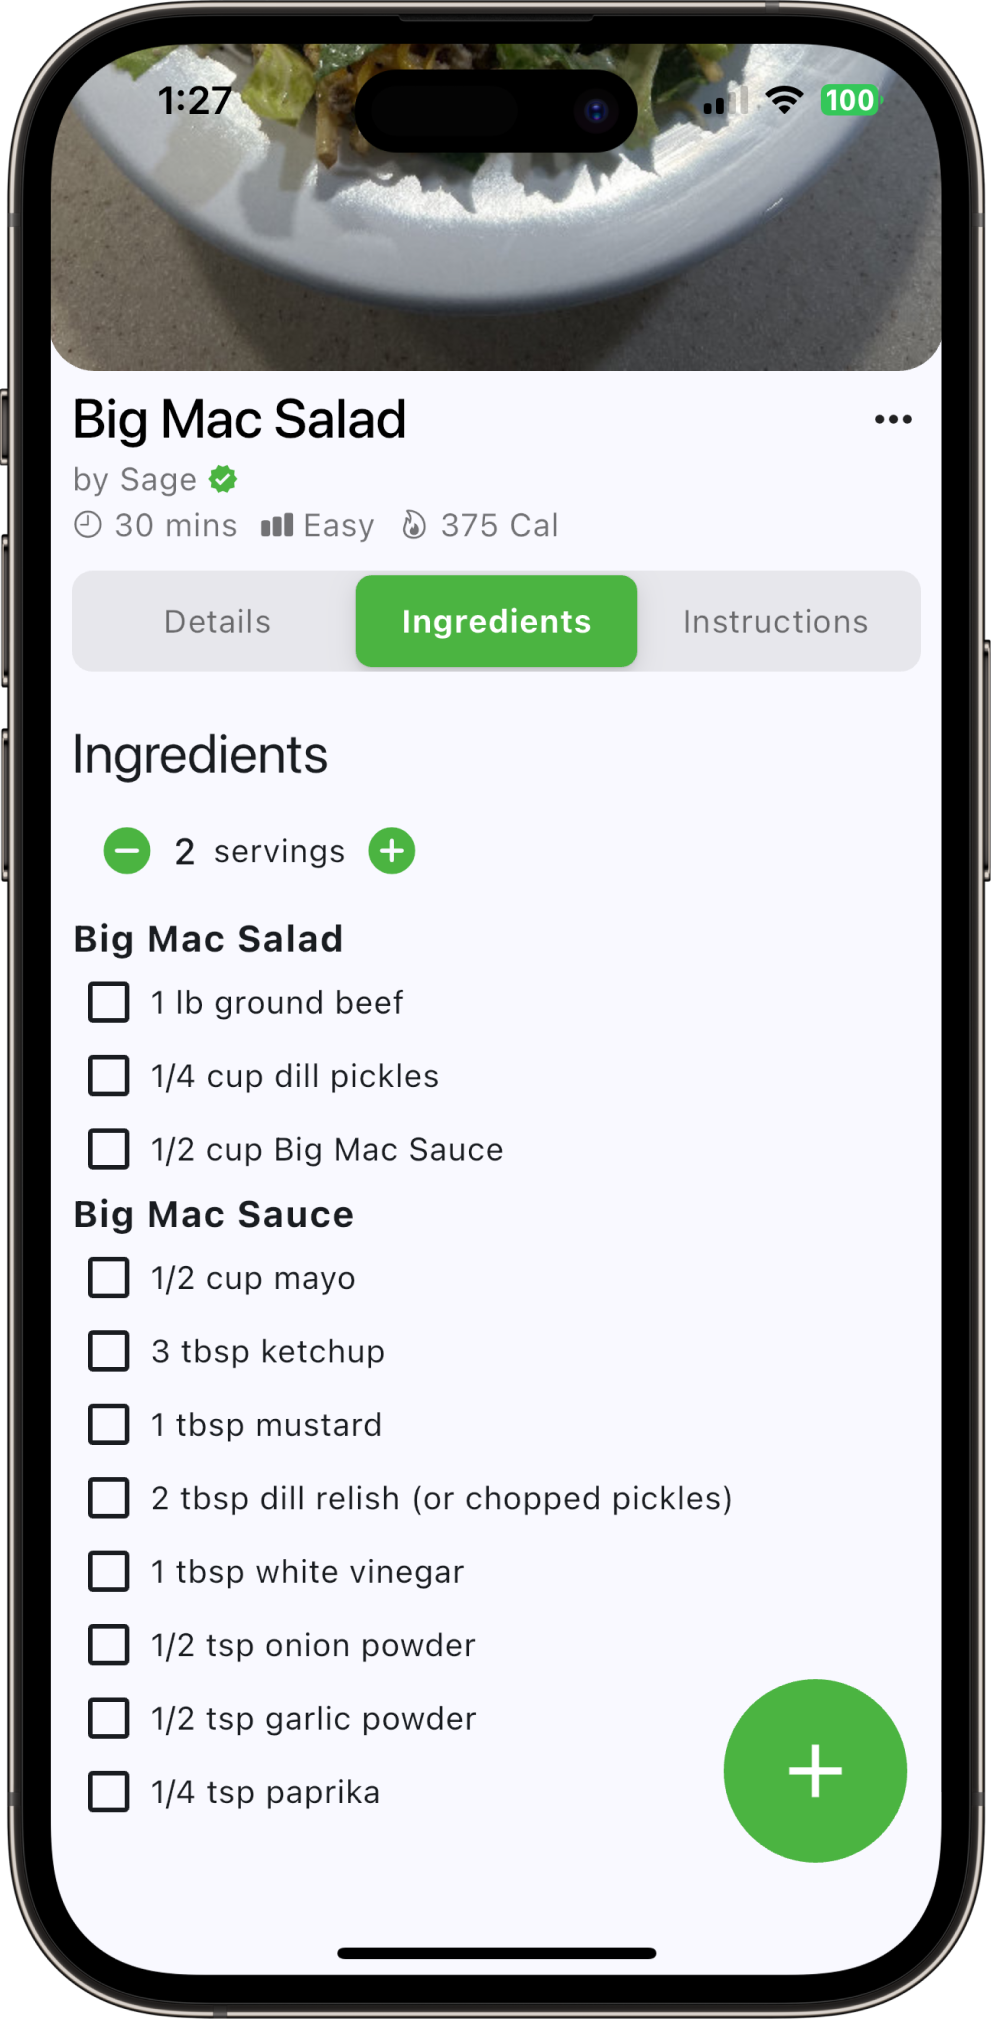 1:27
100
Big Mac Salad
by Sage
30 mins Easy 375 Cal
Details Ingredients Instructions
Ingredients
2 servings
Big Mac Salad
1 lb ground beef
1/4 cup dill pickles
1/2 cup Big Mac Sauce
Big Mac Sauce
1/2 cup mayo
3 tbsp ketchup
1 tbsp mustard
2 tbsp dill relish (or chopped pickles)
1 tbsp white vinegar
1/2 tsp onion powder
1/2 tsp garlic powder
1/4 tsp paprika